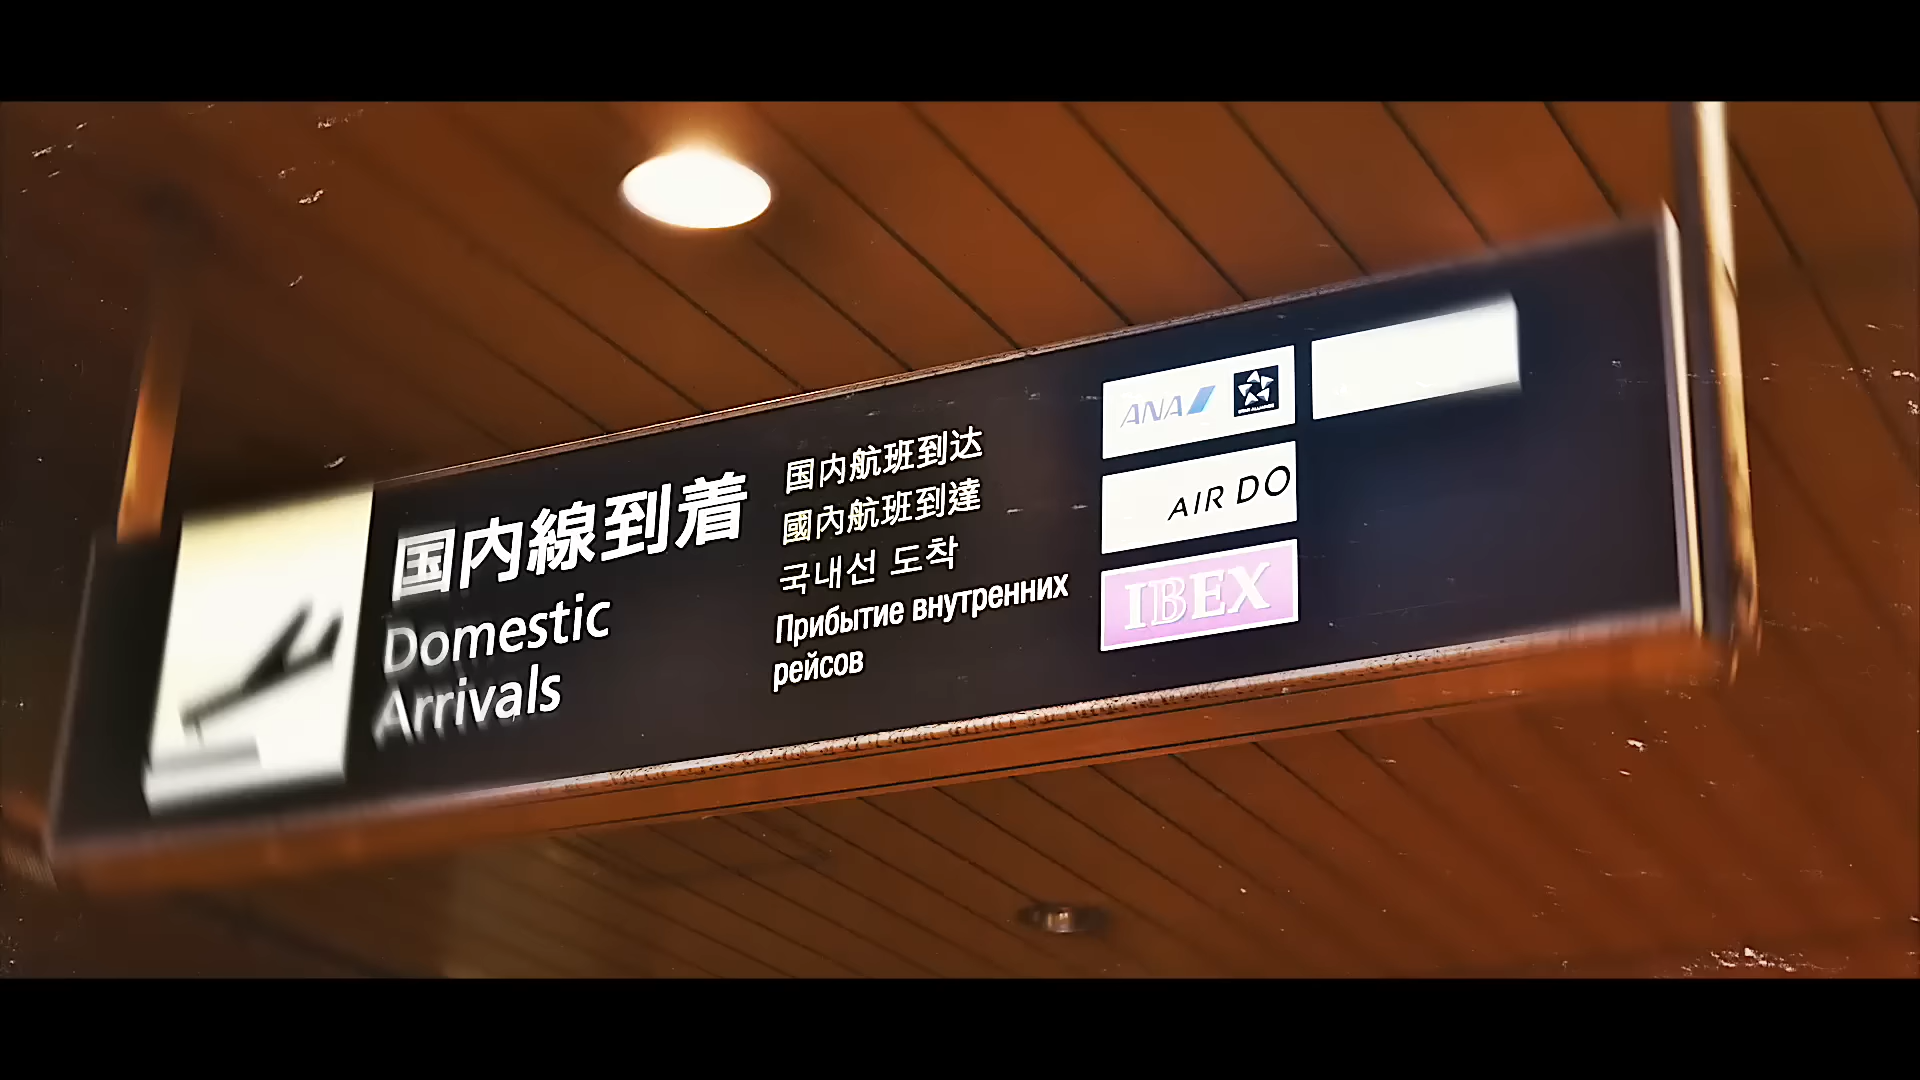 国内線到着
Domestic
Arrivals
国内航班到达
國內航班到達
국내선 도착
Прибытие внутренних
рейсов
ANA
AIR DO
IBEX